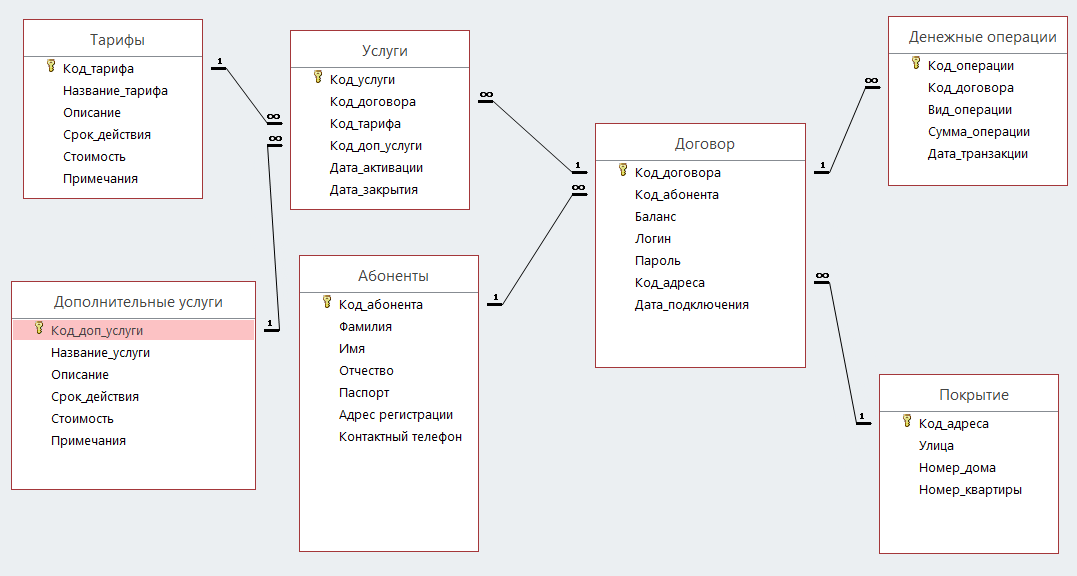 Тарифы
Код_тарифа
Название_тарифа
Описание
Срок_действия
Стоимость
Примечания
Услуги
Код_услуги
Код_договора
Код_тарифа
Код_доп_услуги
Дата_активации
Дата_закрытия
Договор
Код_договора
Код_абонента
Баланс
Логин
Пароль
Код_адреса
Дата_подключения
Денежные операции
Код_операции
Код_договора
Вид_операции
Сумма_операции
Дата_транзакции
Дополнительные услуги
Код_доп_услуги
Название_услуги
Описание
Срок_действия
Стоимость
Примечания
Абоненты
Код_абонента
Фамилия
Имя
Отчество
Паспорт
Адрес регистрации
Контактный телефон
Покрытие
Код_адреса
Улица
Номер_дома
Номер_квартиры
1
∞
∞
1
∞
1
∞
1
∞
1
∞
1